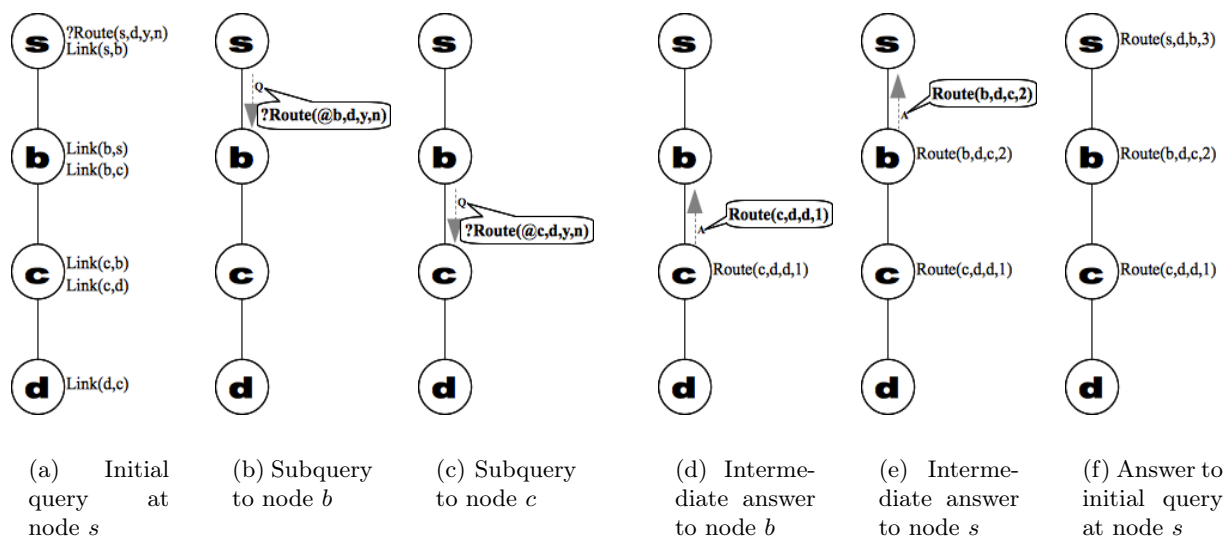 s
?Route(s,d,y,n)
Link(s,b)
b
Link(b,s)
Link(b,c)
c
Link(c,b)
Link(c,d)
d
Link(d,c)
(a) Initial
query at
node s
s
Q
?Route(@b,d,y,n)
b
c
d
(b) Subquery
to node b
s
b
Q
?Route(@c,d,y,n)
c
d
(c) Subquery
to node c
s
b
Route(c,d,d,1)
A
c
Route(c,d,d,1)
d
(d) Interme-
diate answer
to node b
s
Route(b,d,c,2)
A
b
Route(b,d,c,2)
c
Route(c,d,d,1)
d
(e) Interme-
diate answer
to node s
s
Route(s,d,b,3)
b
Route(b,d,c,2)
c
Route(c,d,d,1)
d
(f) Answer to
initial query
at node s